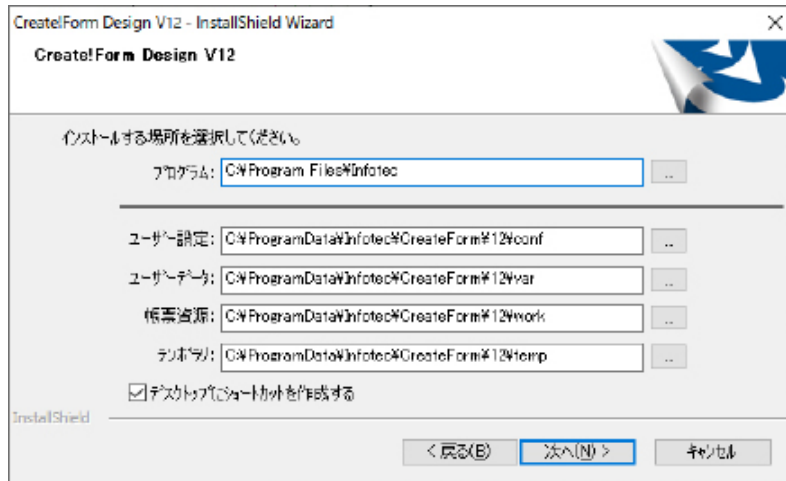 Create!Form Design V12 - InstallShield Wizard
Create!Form Design V12
インストールする場所を選択してください。
プログラム: C:¥Program Files¥Infotec ..
ユーザー設定: C:¥ProgramData¥Infotec¥CreateForm¥12¥conf ..
ユーザーデータ: C:¥ProgramData¥Infotec¥CreateForm¥12¥var ..
帳票資源: C:¥ProgramData¥Infotec¥CreateForm¥12¥work ..
テンポラリ: C:¥ProgramData¥Infotec¥CreateForm¥12¥temp ..
デスクトップにショートカットを作成する
InstallShield
< 戻る(B) 次へ(N) > キャンセル